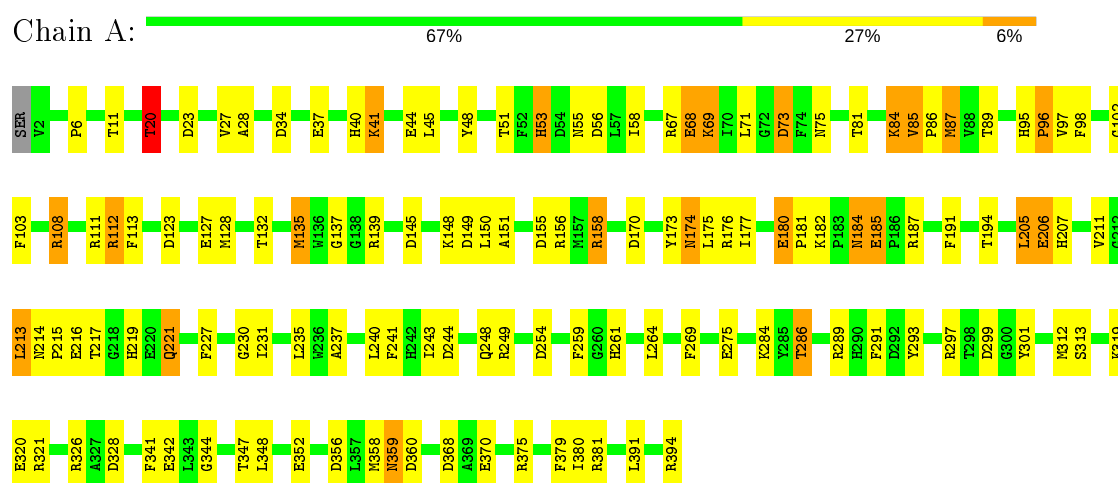 Chain A:
67% 27% 6%
SER V2 P6 T11 T20 D23 V27 A28 D34 E37 H40 K41 E44 L45 Y48 T51 F52 H53 D54 N55 D56 L57 I58 R67 E68 K69 I70 L71 G72 D73 F74 N75 T81 K84 V85 P86 M87 V88 T89 H95 P96 V97 F98
F103 R108 R111 R112 F113 D123 E127 M128 T132 M135 W136 G137 G138 R139 D145 K148 D149 L150 A151 D155 R156 M157 R158 D170 Y173 N174 L175 R176 I177 E180 P181 K182 P183 N184 E185 P186 R187 F191 T194 L205 E206 H207 V211
L213 N214 P215 E216 T217 G218 H219 E220 Q221 F227 G230 I231 L235 W236 A237 L240 F241 H242 I243 D244 Q248 R249 D254 F259 G260 H261 L264 F269 E275 K284 Y285 T286 R289 H290 F291 D292 Y293 R297 T298 D299 G300 Y301 M312 S313 K319
E320 R321 R326 A327 D328 F341 E342 L343 G344 T347 L348 E352 D356 L357 M358 N359 D360 D368 A369 E370 R375 F379 I380 R381 L391 R394